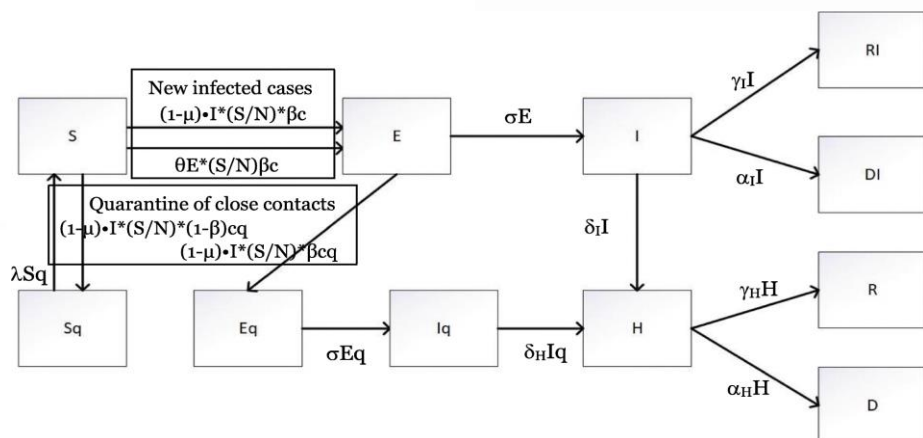 RI
New infected cases
(1-μ)•I*(S/N)*βc
γII
S
E
σE
I
θE*(S/N)βc
αII
DI
Quarantine of close contacts
(1-μ)•I*(S/N)*(1-β)cq
(1-μ)•I*(S/N)*βcq
δII
λSq
γHH
R
Sq
Eq
Iq
H
σEq
δHIq
αHH
D